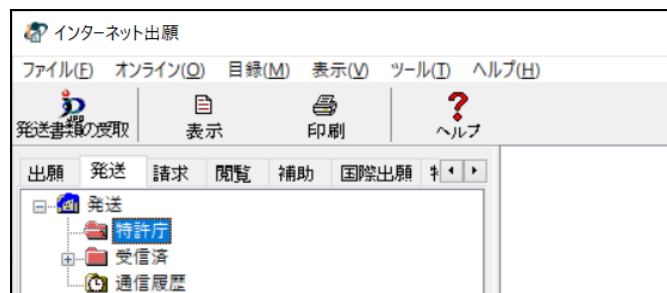 インターネット出願
ファイル(F) オンライン(O) 目録(M) 表示(V) ツール(T) ヘルプ(H)
発送書類の受取 表示 印刷 ヘルプ
出願 発送 請求 閲覧 補助 国際出願
発送
特許庁
受信済
通信履歴